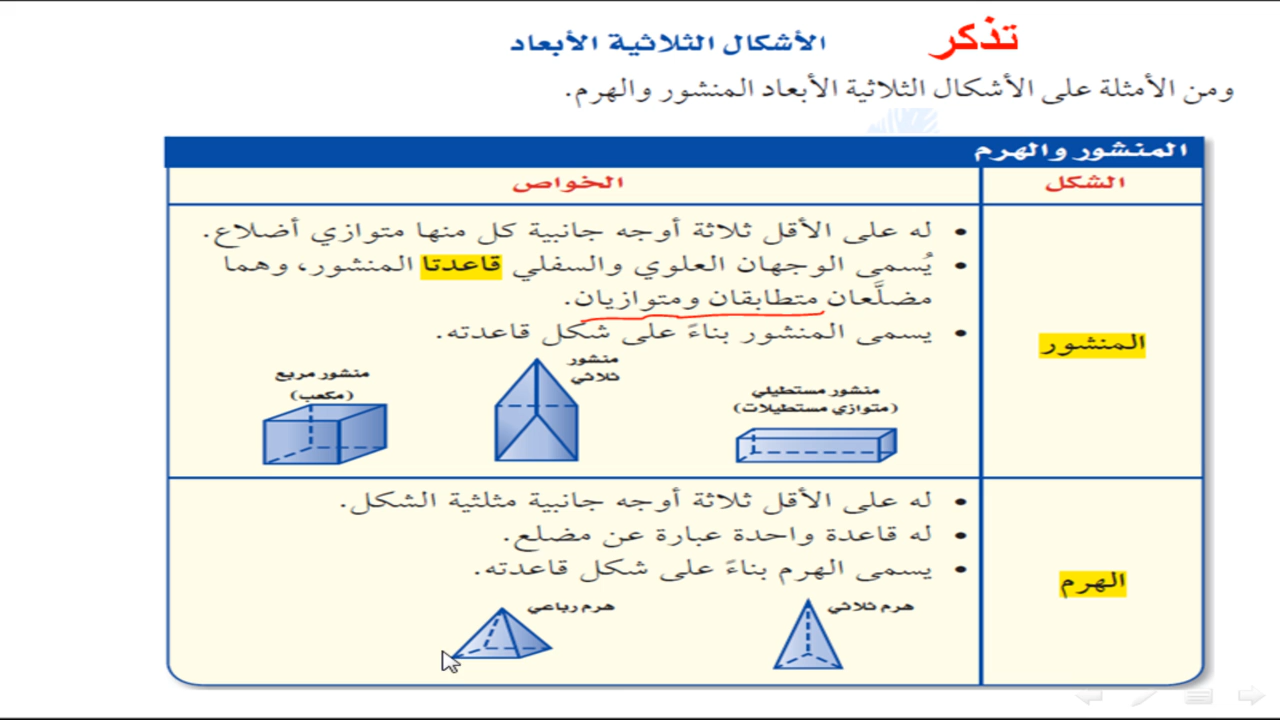 تذكر
الأشكال الثلاثية الأبعاد
ومن الأمثلة على الأشكال الثلاثية الأبعاد المنشور والهرم.
المنشور والهرم
الشكل
الخواص
المنشور
• له على الأقل ثلاثة أوجه جانبية كل منها متوازي أضلاع.
• يُسمى الوجهان العلوي والسفلي قاعدتا المنشور، وهما
مضلَّعان متطابقان ومتوازيان.
• يسمى المنشور بناءً على شكل قاعدته.
منشور مستطيلي
(متوازي مستطيلات)
منشور
ثلاثي
منشور مربع
(مكعب)
الهرم
• له على الأقل ثلاثة أوجه جانبية مثلثية الشكل.
• له قاعدة واحدة عبارة عن مضلع.
• يسمى الهرم بناءً على شكل قاعدته.
هرم ثلاثي
هرم رباعي